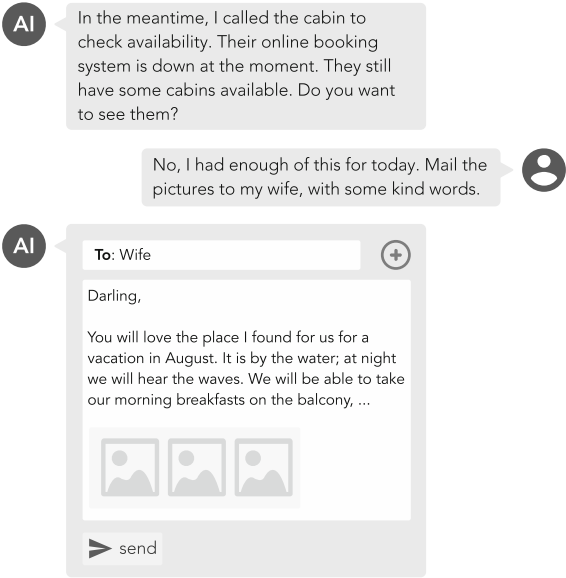 AI
In the meantime, I called the cabin to
check availability. Their online booking
system is down at the moment. They still
have some cabins available. Do you want
to see them?
No, I had enough of this for today. Mail the
pictures to my wife, with some kind words.
AI
To: Wife
Darling,
You will love the place I found for us for a
vacation in August. It is by the water; at night
we will hear the waves. We will be able to take
our morning breakfasts on the balcony, ...
send